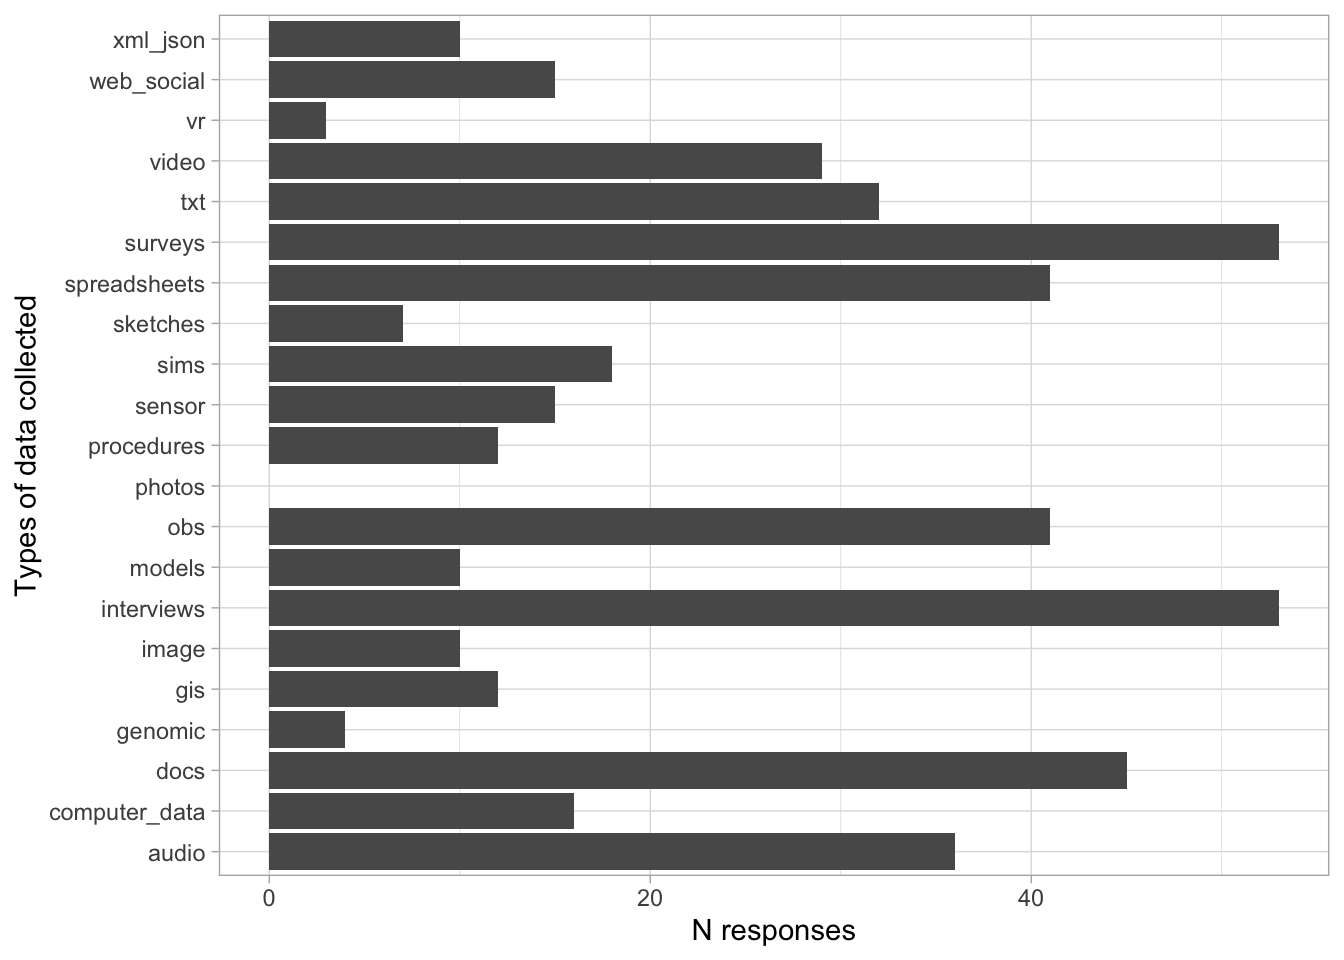 xml_json
web_social
vr
video
txt
surveys
spreadsheets
sketches
sims
sensor
procedures
photos
obs
models
interviews
image
gis
genomic
docs
computer_data
audio
Types of data collected
0 20 40
N responses